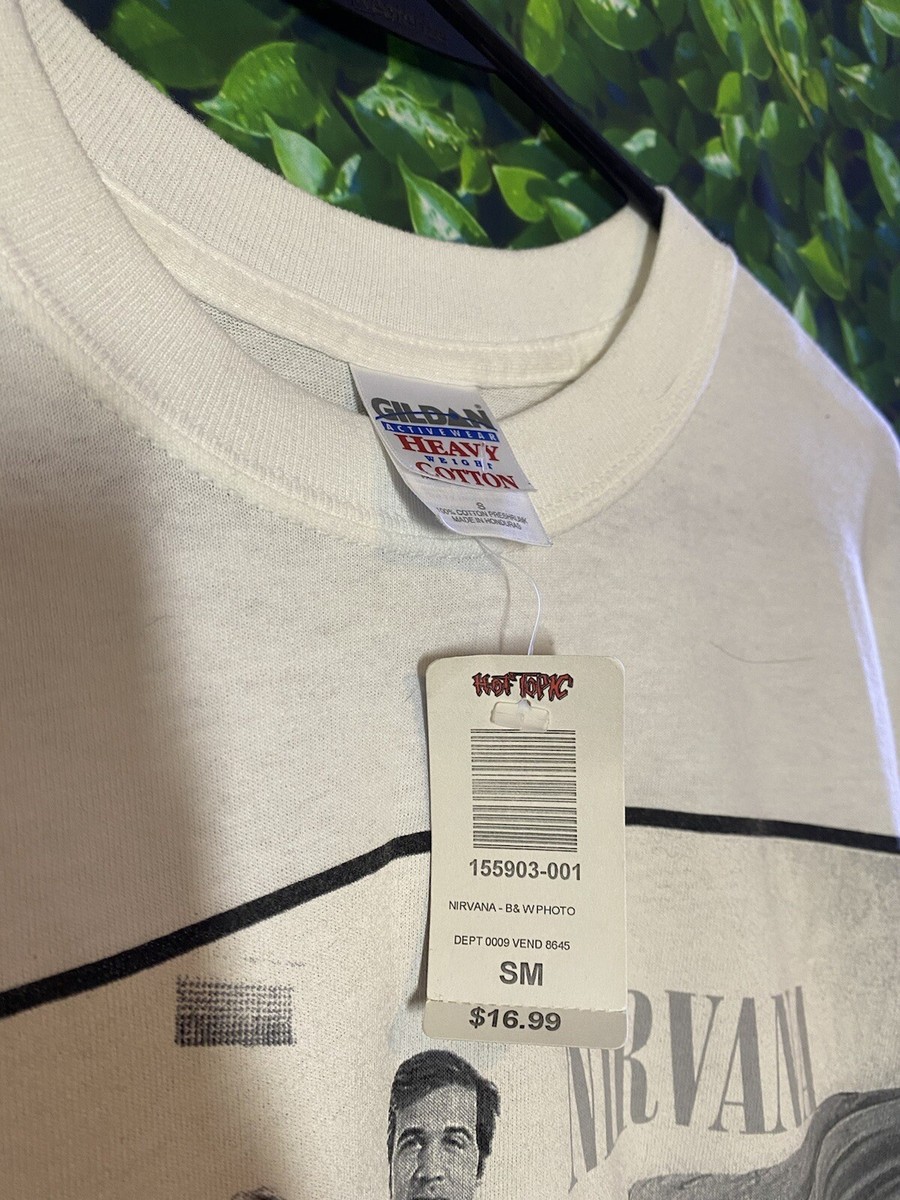 GILDAN
ACTIVEWEAR
HEAVY
WEIGHT
COTTON
S
100% COTTON PRESHRUNK
MADE IN HONDURAS
HOT TOPIC
155903-001
NIRVANA - B& W PHOTO
DEPT 0009 VEND 8645
SM
$16.99
NIRVANA